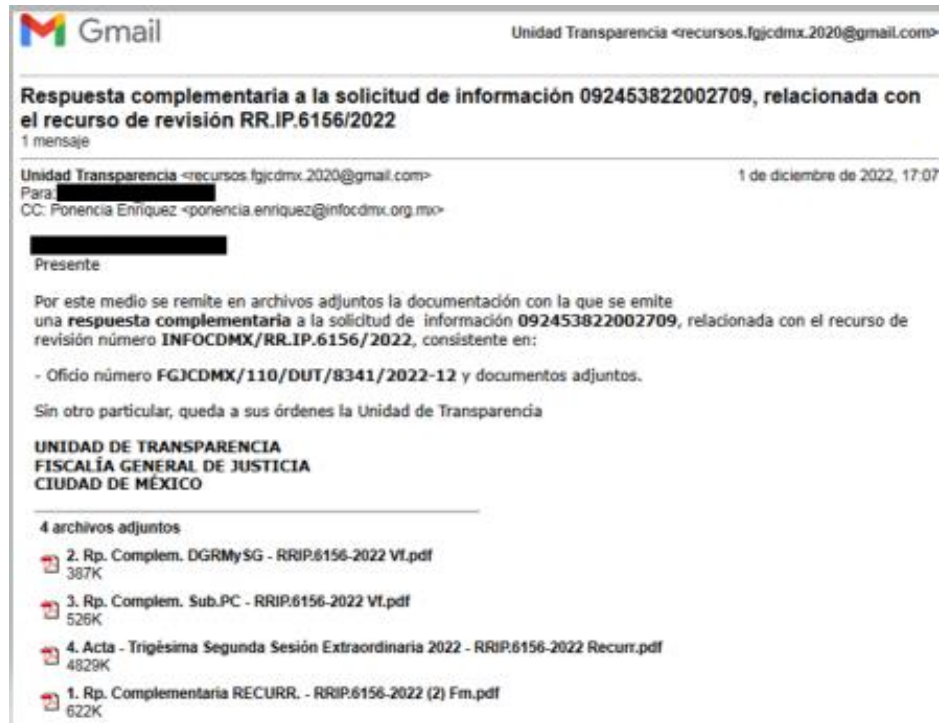 Gmail
Unidad Transparencia <recursos.fgjcdmx.2020@gmail.com>
Respuesta complementaria a la solicitud de información 092453822002709, relacionada con
el recurso de revisión RR.IP.6156/2022
1 mensaje
Unidad Transparencia <recursos.fgjcdmx.2020@gmail.com>
1 de diciembre de 2022, 17:07
Para:
CC: Ponencia Enríquez <ponencia.enriquez@infocdmx.org.mx>
Presente
Por este medio se remite en archivos adjuntos la documentación con la que se emite
una respuesta complementaria a la solicitud de información 092453822002709, relacionada con el recurso de
revisión número INFOCDMX/RR.IP.6156/2022, consistente en:
- Oficio número FGJCDMX/110/DUT/8341/2022-12 y documentos adjuntos.
Sin otro particular, queda a sus órdenes la Unidad de Transparencia
UNIDAD DE TRANSPARENCIA
FISCALÍA GENERAL DE JUSTICIA
CIUDAD DE MÉXICO
4 archivos adjuntos
2. Rp. Complem. DGRMySG - RRIP.6156-2022 Vf.pdf
387K
3. Rp. Complem. Sub.PC - RRIP.6156-2022 Vf.pdf
526K
4. Acta - Trigèsima Segunda Sesión Extraordinaria 2022 - RRIP.6156-2022 Recurr.pdf
4829K
1. Rp. Complementaria RECURR. - RRIP.6156-2022 (2) Fm.pdf
622K